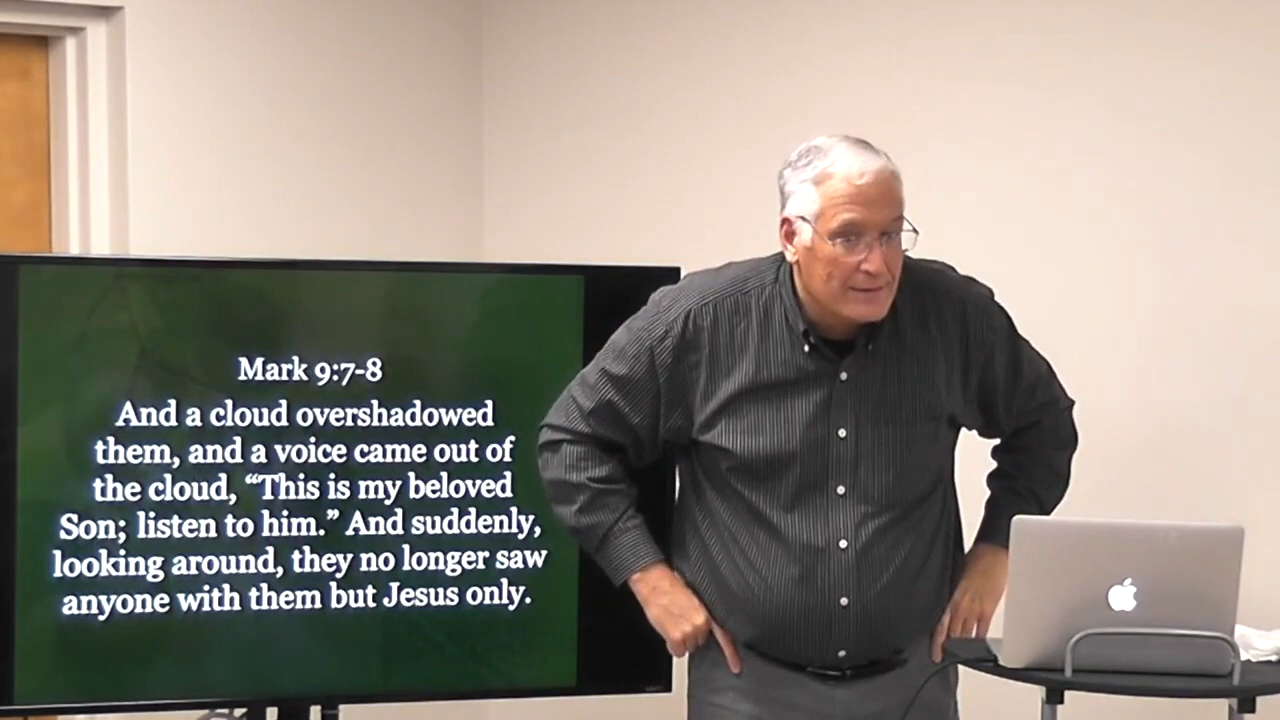 Mark 9:7-8
And a cloud overshadowed
them, and a voice came out of
the cloud, “This is my beloved
Son; listen to him.” And suddenly,
looking around, they no longer saw
anyone with them but Jesus only.